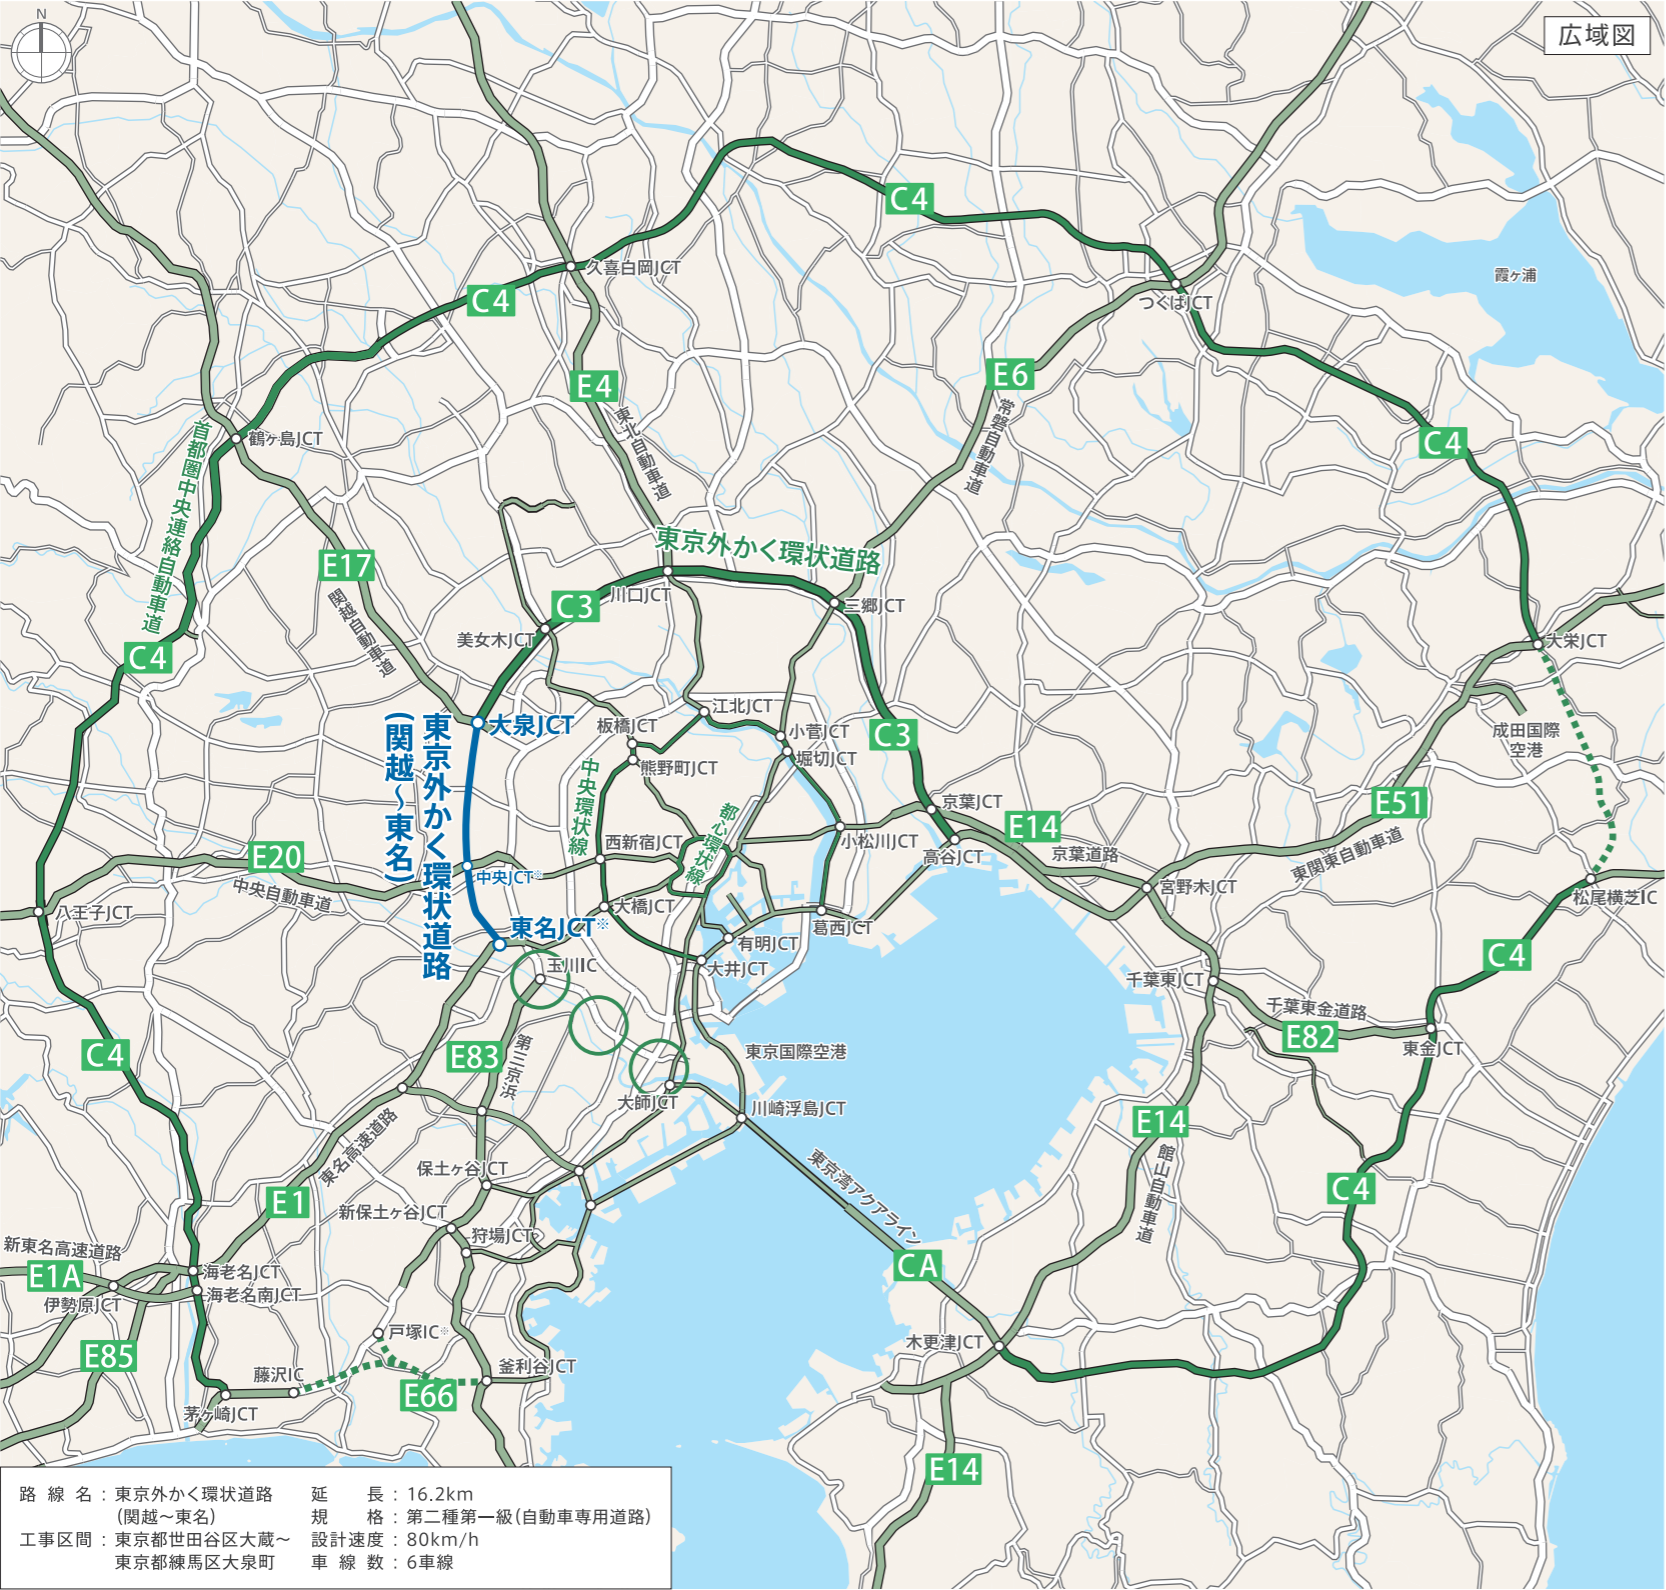 N
広域図
C4
霞ヶ浦
久喜白岡JCT
C4
つくばJCT
E4
E6
東北自動車道
常磐自動車道
鶴ヶ島JCT
首都圏中央連絡自動車道
C4
東京外かく環状道路
E17
関越自動車道
川口JCT
C3
三郷JCT
美女木JCT
大栄JCT
C4
江北JCT
大泉JCT
板橋JCT
小菅JCT
C3
成田国際
空港
堀切JCT
熊野町JCT
東京外かく環状道路
(関越～東名)
中央環状線
都心環状線
京葉JCT
E51
E14
西新宿JCT
小松川JCT
高谷JCT
京葉道路
東関東自動車道
E20
中央JCT※
中央自動車道
宮野木JCT
松尾横芝IC
八王子JCT
大橋JCT
東名JCT※
葛西JCT
有明JCT
C4
玉川IC
大井JCT
千葉東JCT
千葉東金道路
E82
東金JCT
C4
E83
第三京浜
東京国際空港
大師JCT
川崎浮島JCT
E14
東名高速道路
保土ヶ谷JCT
東京湾アクアライン
館山自動車道
C4
E1
新保土ヶ谷JCT
狩場JCT
新東名高速道路
E1A
海老名JCT
CA
海老名南JCT
伊勢原JCT
戸塚IC※
木更津JCT
E85
藤沢IC
釜利谷JCT
E66
茅ヶ崎JCT
E14
路線名：東京外かく環状道路
(関越～東名)
工事区間：東京都世田谷区大蔵～
東京都練馬区大泉町
延長：16.2km
規格：第二種第一級(自動車専用道路)
設計速度：80km/h
車線数：6車線